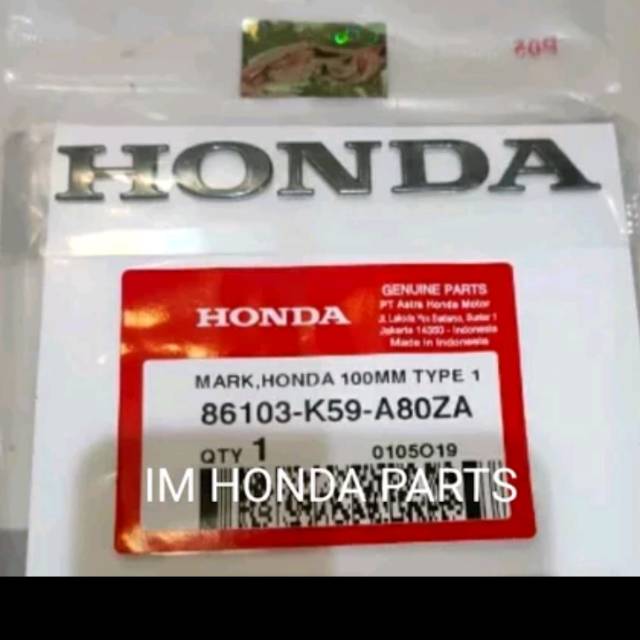 HONDA
HONDA
GENUINE PARTS
PT Astra Honda Motor
Jakarta 14350 - Indonesia
Made in Indonesia
MARK,HONDA 100MM TYPE 1
86103-K59-A80ZA
QTY 1
0105O19
IM HONDA PARTS